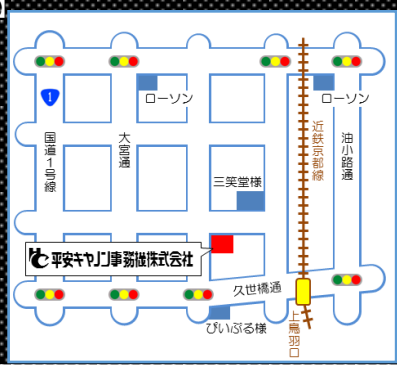 1
ローソン
ローソン
国道1号線
大宮通
近鉄京都線
油小路通
三笑堂様
平安キヤノン事務機株式会社
久世橋通
ぴいぷる様
上鳥羽口